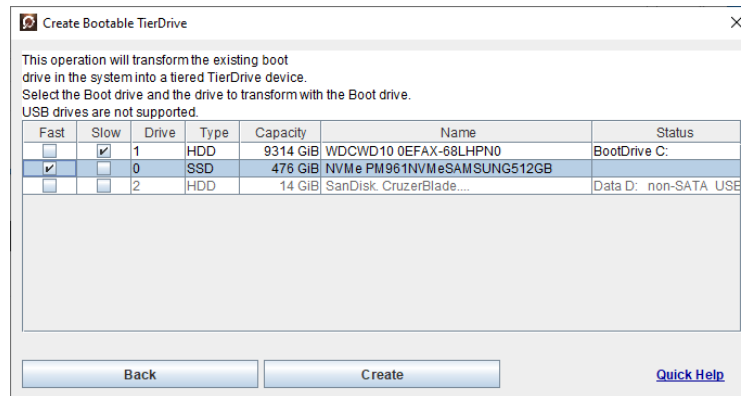 Create Bootable TierDrive
This operation will transform the existing boot
drive in the system into a tiered TierDrive device.
Select the Boot drive and the drive to transform with the Boot drive.
USB drives are not supported.
Fast Slow Drive Type Capacity Name Status
1 HDD 9314 GiB WDCWD10 0EFAX-68LHPN0 BootDrive C:
0 SSD 476 GiB NVMe PM961NVMeSAMSUNG512GB
2 HDD 14 GiB SanDisk. CruzerBlade.... Data D: non-SATA USB
Back Create Quick Help